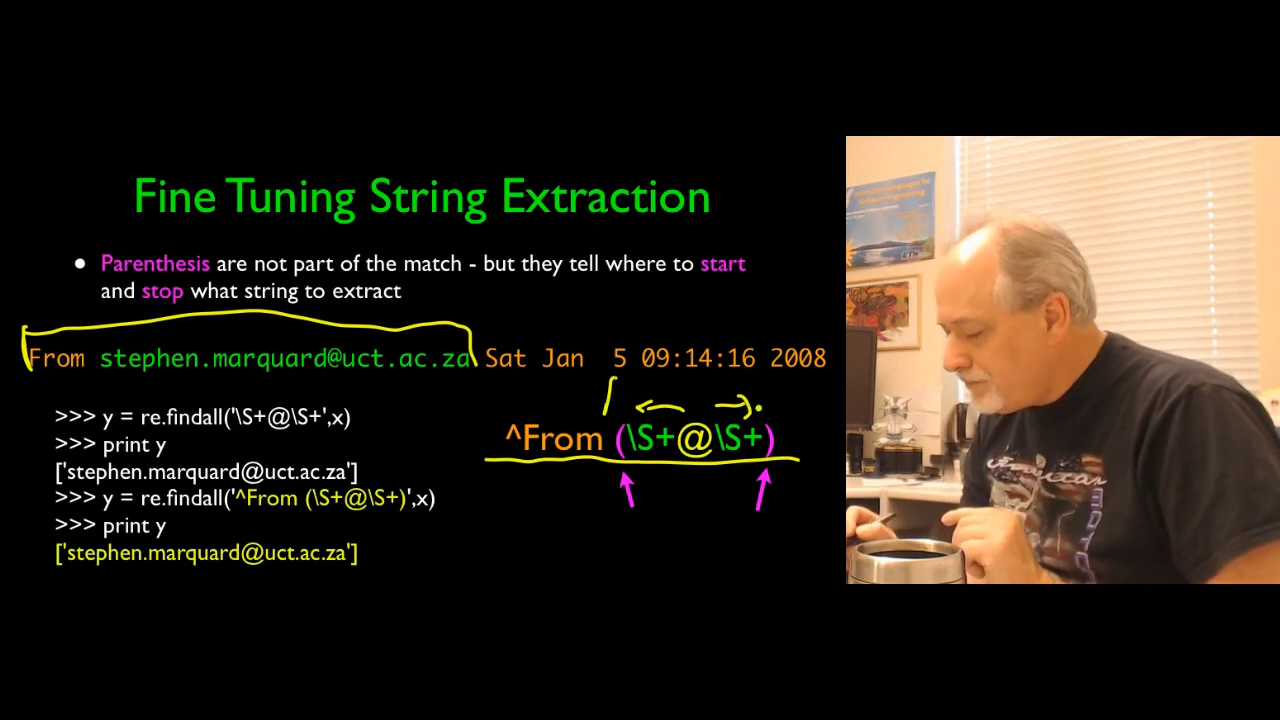 Fine Tuning String Extraction
● Parenthesis are not part of the match - but they tell where to start
and stop what string to extract
From stephen.marquard@uct.ac.za Sat Jan  5 09:14:16 2008
>>> y = re.findall('\S+@\S+',x)
>>> print y
['stephen.marquard@uct.ac.za']
>>> y = re.findall('^From (\S+@\S+)',x)
>>> print y
['stephen.marquard@uct.ac.za']
^From (\S+@\S+)